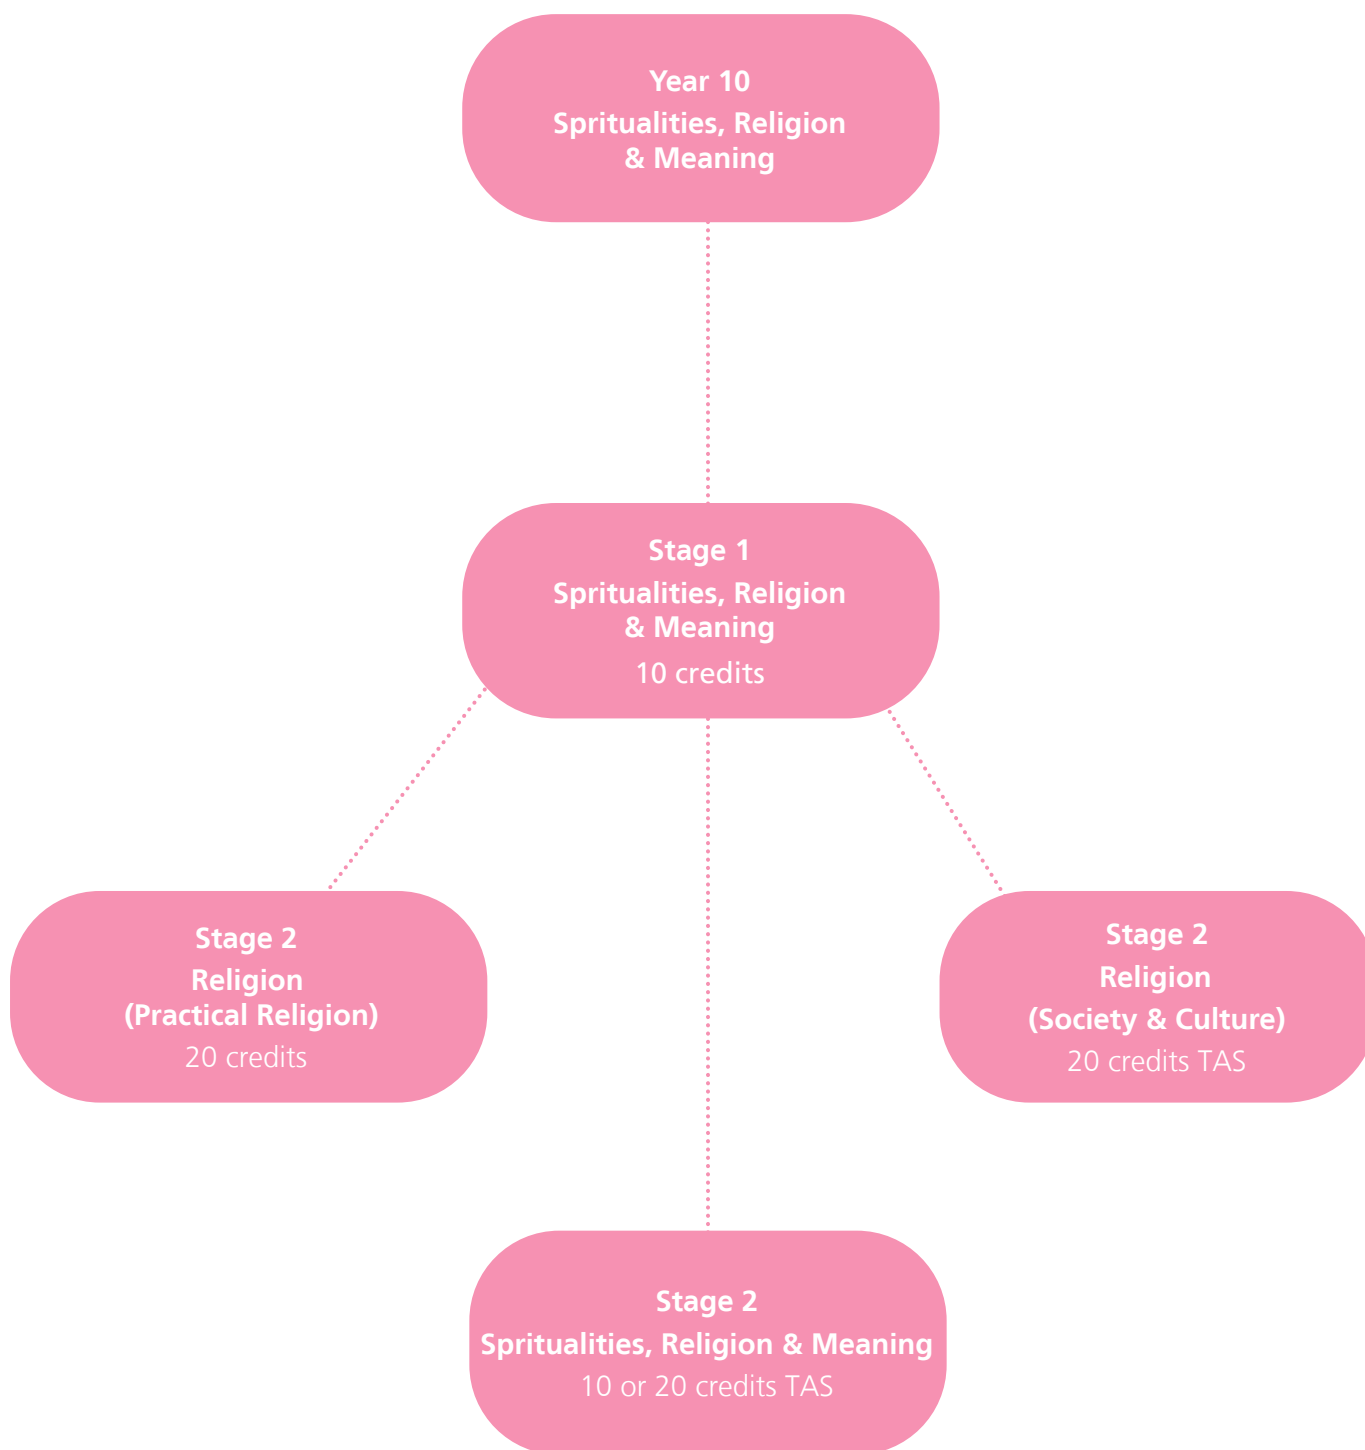 Year 10
Spritualities, Religion
& Meaning
Stage 1
Spritualities, Religion
& Meaning
10 credits
Stage 2
Religion
(Practical Religion)
20 credits
Stage 2
Religion
(Society & Culture)
20 credits TAS
Stage 2
Spritualities, Religion & Meaning
10 or 20 credits TAS